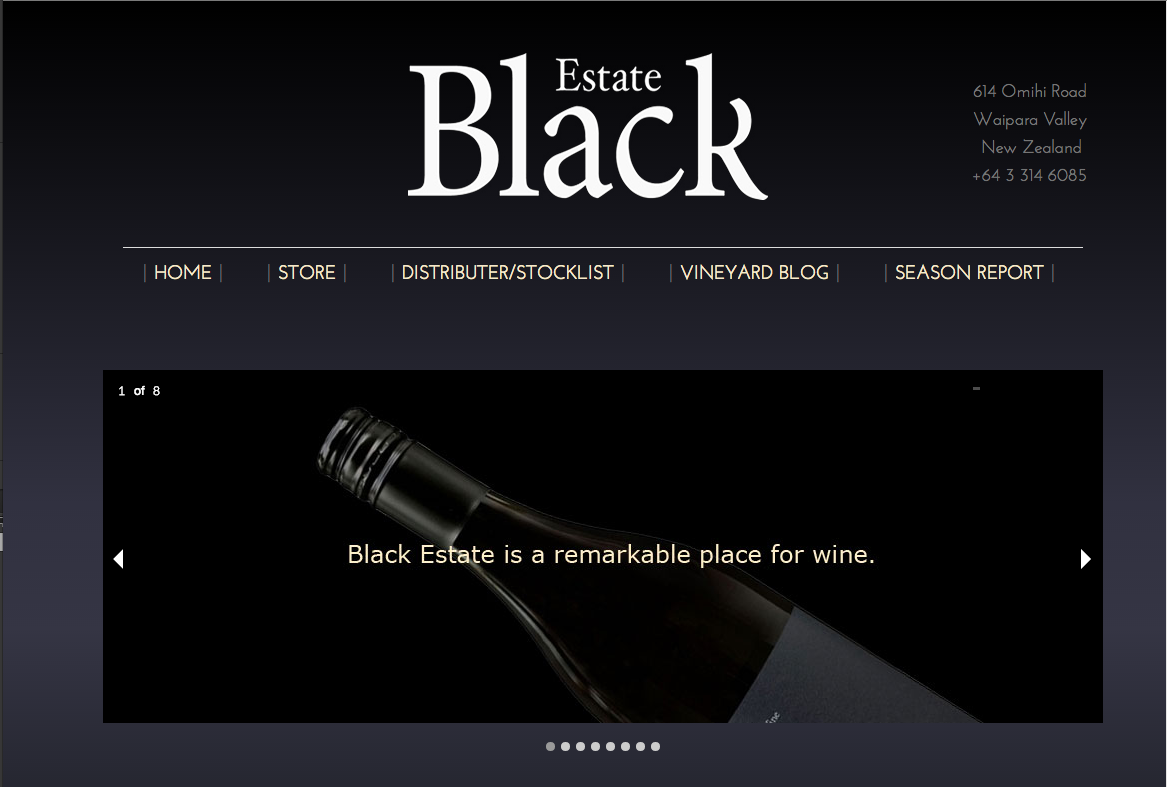 Estate
Black
614 Omihi Road
Waipara Valley
New Zealand
+64 3 314 6085
| HOME | | STORE | | DISTRIBUTER/STOCKLIST | | VINEYARD BLOG | | SEASON REPORT |
1 of 8
Black Estate is a remarkable place for wine.